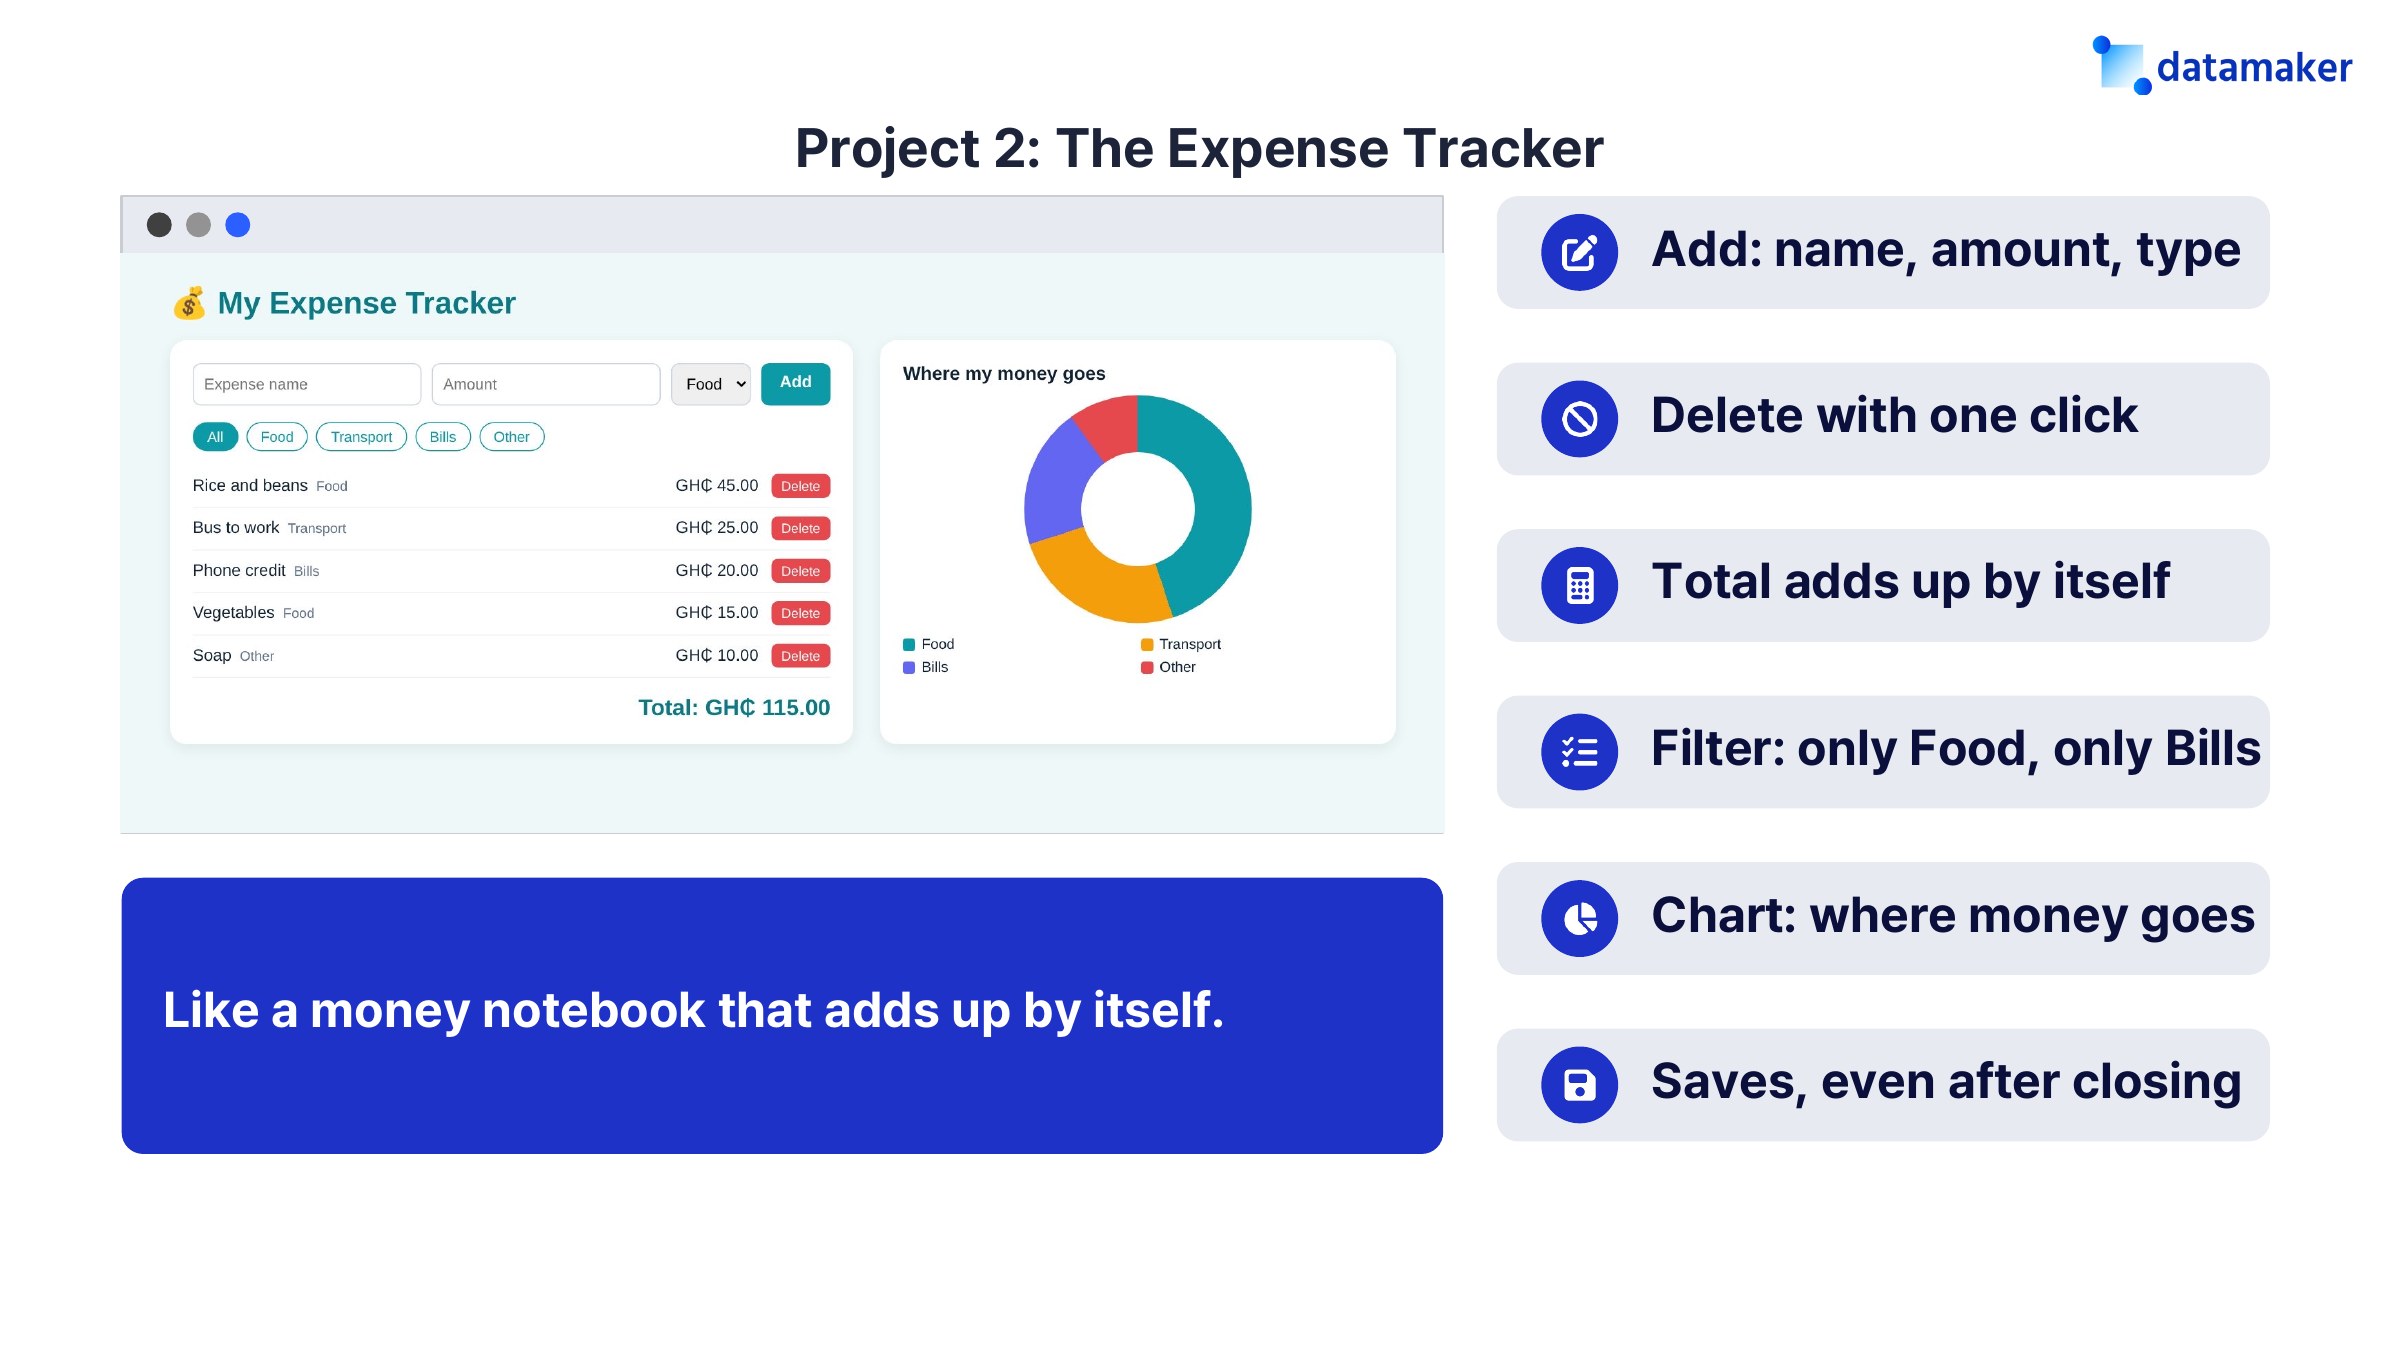 datamaker
Project 2: The Expense Tracker
💰 My Expense Tracker
Expense name Amount Food Add
All Food Transport Bills Other
Rice and beans Food GH₵ 45.00 Delete
Bus to work Transport GH₵ 25.00 Delete
Phone credit Bills GH₵ 20.00 Delete
Vegetables Food GH₵ 15.00 Delete
Soap Other GH₵ 10.00 Delete
Total: GH₵ 115.00
Where my money goes
Food Transport
Bills Other
Like a money notebook that adds up by itself.
Add: name, amount, type
Delete with one click
Total adds up by itself
Filter: only Food, only Bills
Chart: where money goes
Saves, even after closing